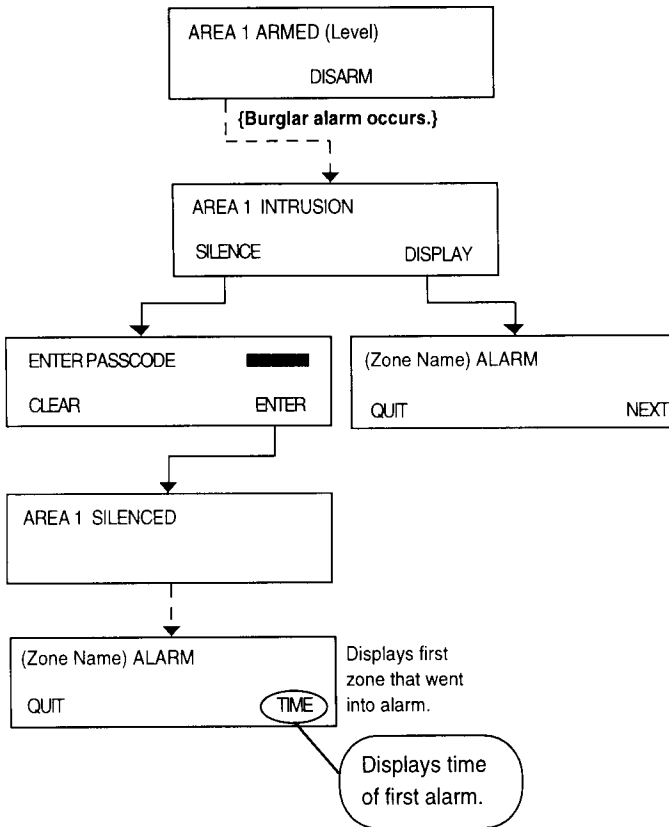 AREA 1 ARMED (Level)
DISARM
{Burglar alarm occurs.}
AREA 1 INTRUSION
SILENCE DISPLAY
ENTER PASSCODE
CLEAR ENTER
(Zone Name) ALARM
QUIT NEXT
AREA 1 SILENCED
(Zone Name) ALARM
QUIT TIME
Displays first
zone that went
into alarm.
Displays time
of first alarm.